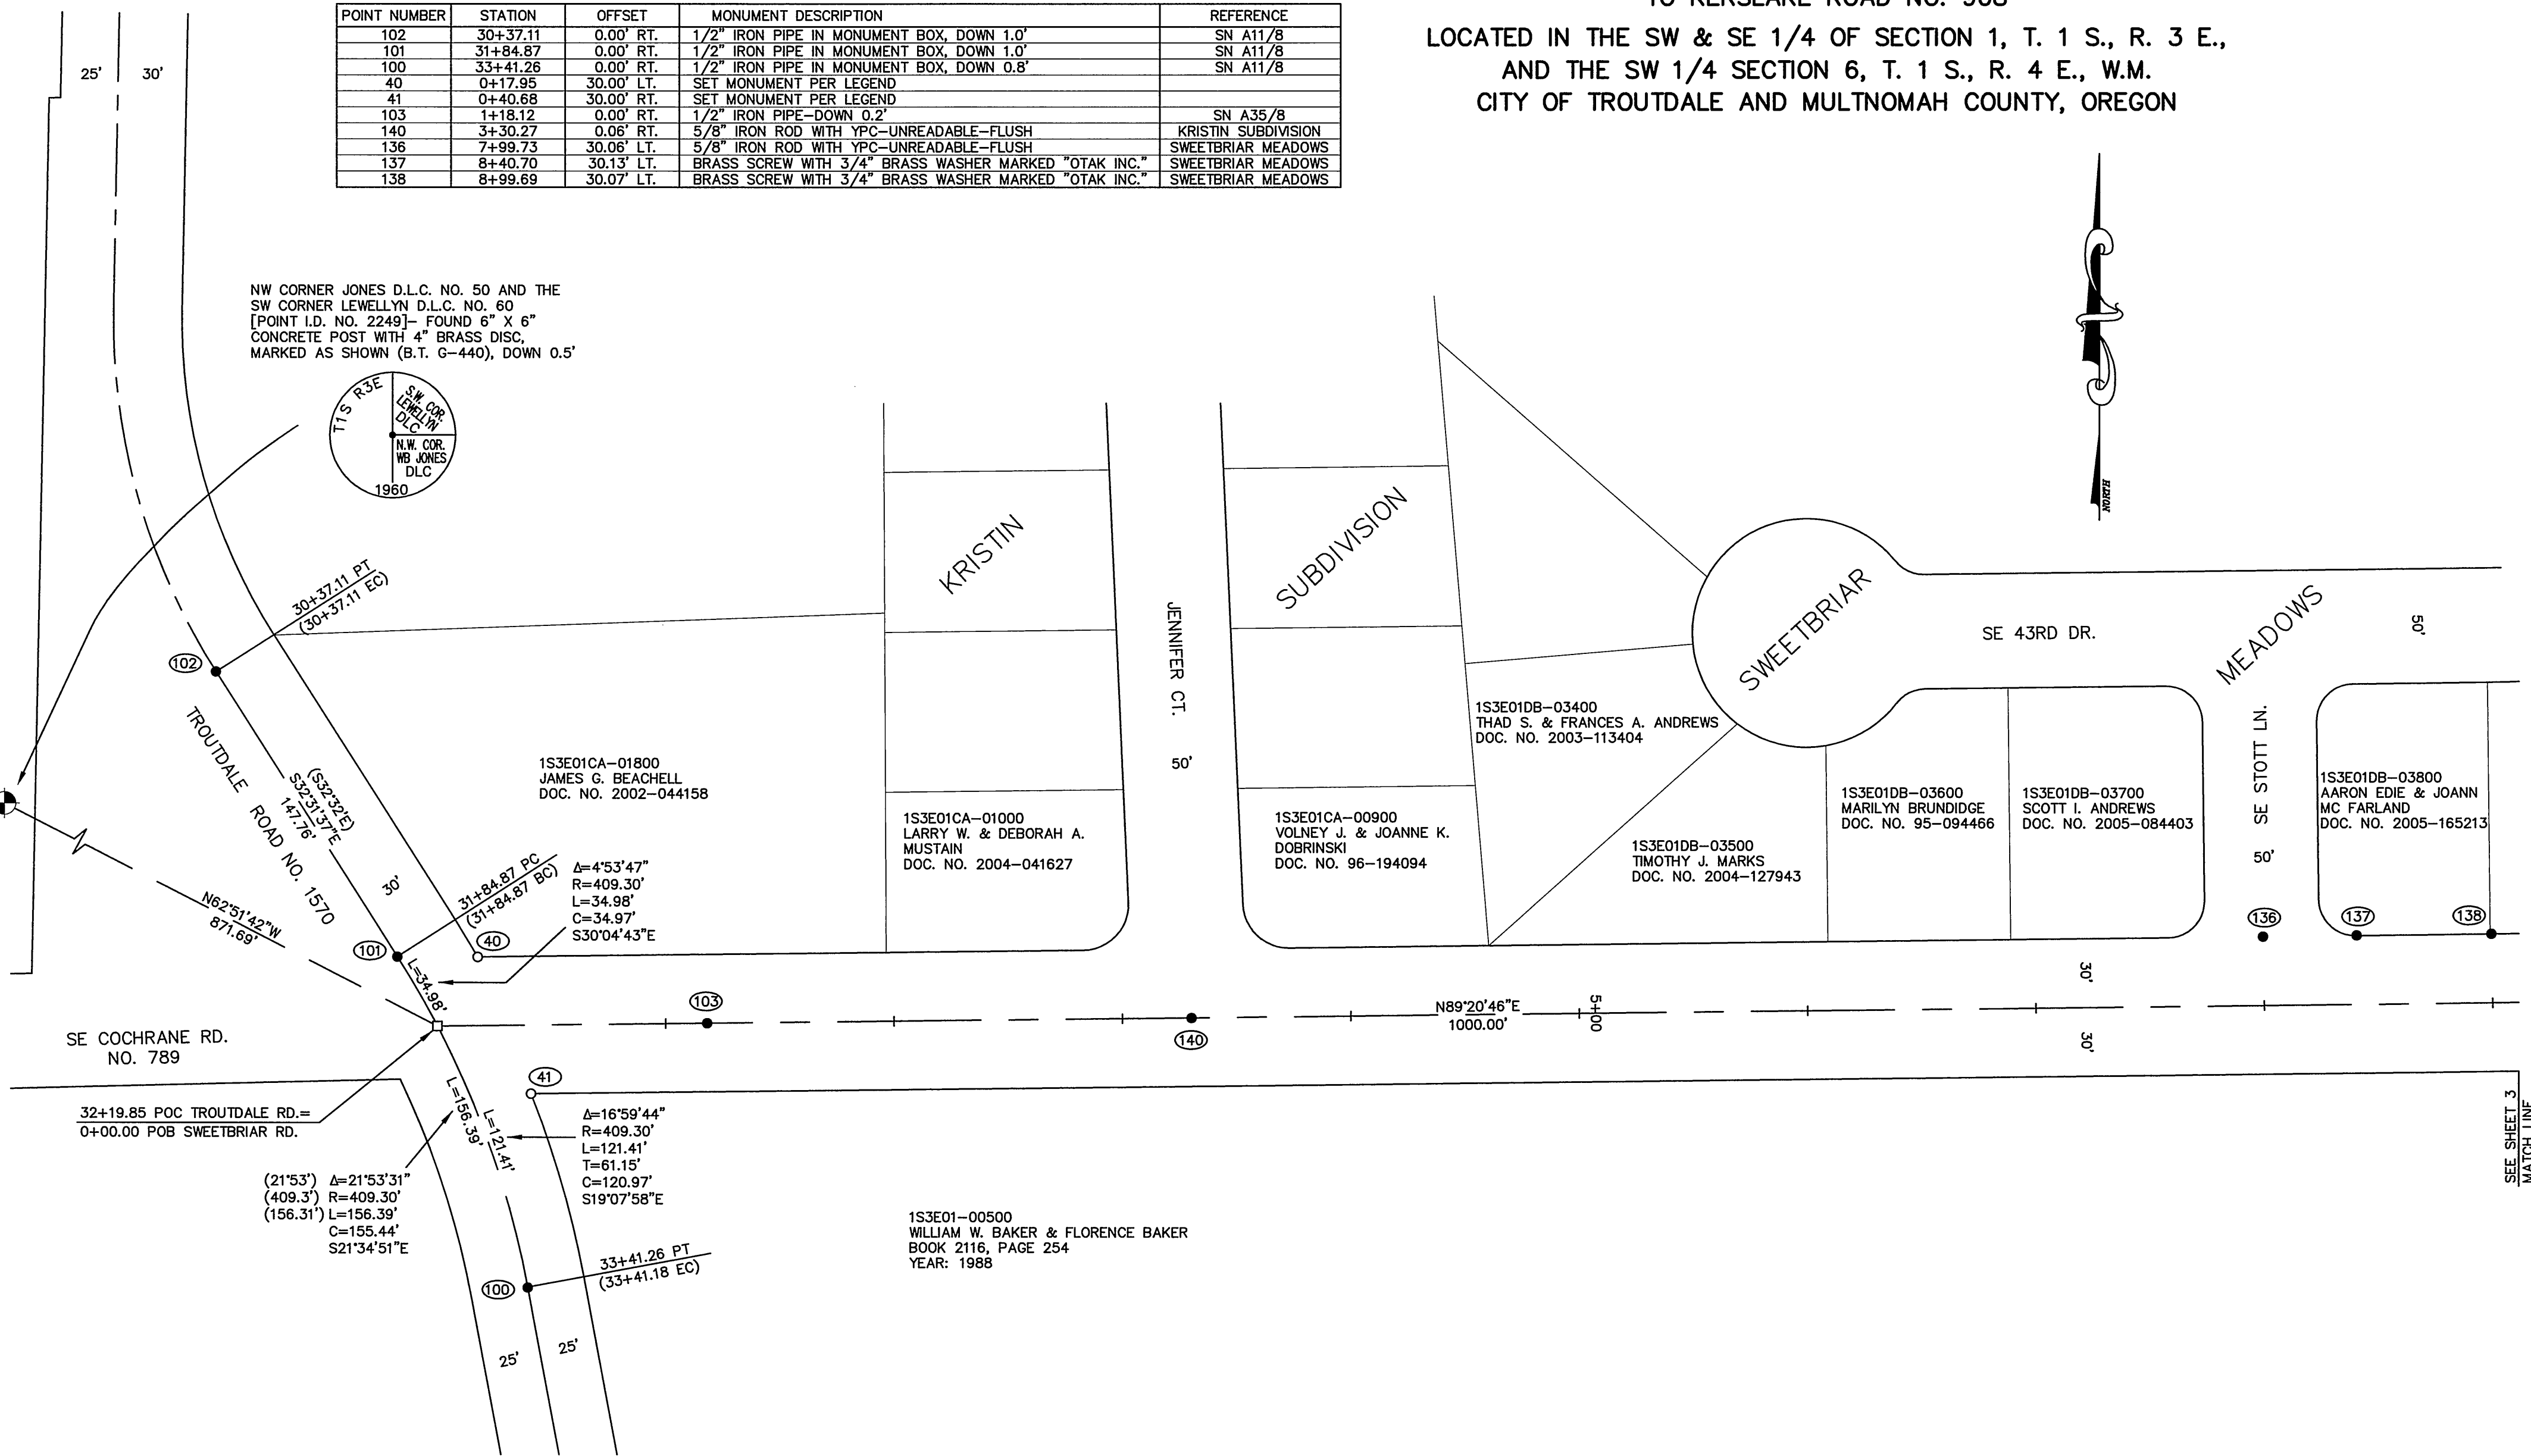 TO KERSLAKE ROAD NO. 968
LOCATED IN THE SW & SE 1/4 OF SECTION 1, T. 1 S., R. 3 E.,
AND THE SW 1/4 SECTION 6, T. 1 S., R. 4 E., W.M.
CITY OF TROUTDALE AND MULTNOMAH COUNTY, OREGON
POINT NUMBER STATION OFFSET MONUMENT DESCRIPTION REFERENCE
102 30+37.11 0.00' RT. 1/2" IRON PIPE IN MONUMENT BOX, DOWN 1.0' SN A11/8
101 31+84.87 0.00' RT. 1/2" IRON PIPE IN MONUMENT BOX, DOWN 1.0' SN A11/8
100 33+41.26 0.00' RT. 1/2" IRON PIPE IN MONUMENT BOX, DOWN 0.8' SN A11/8
40 0+17.95 30.00' LT. SET MONUMENT PER LEGEND
41 0+40.68 30.00' RT. SET MONUMENT PER LEGEND
103 1+18.12 0.00' RT. 1/2" IRON PIPE-DOWN 0.2' SN A35/8
140 3+30.27 0.06' RT. 5/8" IRON ROD WITH YPC-UNREADABLE-FLUSH KRISTIN SUBDIVISION
136 7+99.73 30.06' LT. 5/8" IRON ROD WITH YPC-UNREADABLE-FLUSH SWEETBRIAR MEADOWS
137 8+40.70 30.13' LT. BRASS SCREW WITH 3/4" BRASS WASHER MARKED "OTAK INC." SWEETBRIAR MEADOWS
138 8+99.69 30.07' LT. BRASS SCREW WITH 3/4" BRASS WASHER MARKED "OTAK INC." SWEETBRIAR MEADOWS
25' 30'
NW CORNER JONES D.L.C. NO. 50 AND THE
SW CORNER LEWELLYN D.L.C. NO. 60
[POINT I.D. NO. 2249]- FOUND 6" X 6"
CONCRETE POST WITH 4" BRASS DISC,
MARKED AS SHOWN (B.T. G-440), DOWN 0.5'
T1S R3E
S.W. COR.
LEWELLYN
DLC
N.W. COR.
WB JONES
DLC
1960
NORTH
30+37.11 PT
(30+37.11 EC)
102
TROUTDALE ROAD NO. 1570
(S32°32'E)
S32°31'37"E
147.76'
30'
KRISTIN
SUBDIVISION
JENNIFER CT.
50'
SWEETBRIAR
MEADOWS
SE 43RD DR.
50'
SE STOTT LN.
50'
1S3E01CA-01800
JAMES G. BEACHELL
DOC. NO. 2002-044158
1S3E01CA-01000
LARRY W. & DEBORAH A.
MUSTAIN
DOC. NO. 2004-041627
1S3E01CA-00900
VOLNEY J. & JOANNE K.
DOBRINSKI
DOC. NO. 96-194094
1S3E01DB-03400
THAD S. & FRANCES A. ANDREWS
DOC. NO. 2003-113404
1S3E01DB-03500
TIMOTHY J. MARKS
DOC. NO. 2004-127943
1S3E01DB-03600
MARILYN BRUNDIDGE
DOC. NO. 95-094466
1S3E01DB-03700
SCOTT I. ANDREWS
DOC. NO. 2005-084403
1S3E01DB-03800
AARON EDIE & JOANN
MC FARLAND
DOC. NO. 2005-165213
31+84.87 PC
(31+84.87 BC)
Δ=4°53'47"
R=409.30'
L=34.98'
C=34.97'
S30°04'43"E
N62°51'42"W
871.69'
101
40
L=34.98'
136
137
138
103
140
N89°20'46"E
1000.00'
5+00
30'
30'
SE COCHRANE RD.
NO. 789
32+19.85 POC TROUTDALE RD.=
0+00.00 POB SWEETBRIAR RD.
41
L=156.39'
L=121.41'
Δ=16°59'44"
R=409.30'
L=121.41'
T=61.15'
C=120.97'
S19°07'58"E
(21°53') Δ=21°53'31"
(409.3') R=409.30'
(156.31') L=156.39'
C=155.44'
S21°34'51"E
100
33+41.26 PT
(33+41.18 EC)
25'
25'
1S3E01-00500
WILLIAM W. BAKER & FLORENCE BAKER
BOOK 2116, PAGE 254
YEAR: 1988
SEE SHEET 3
MATCH LINE